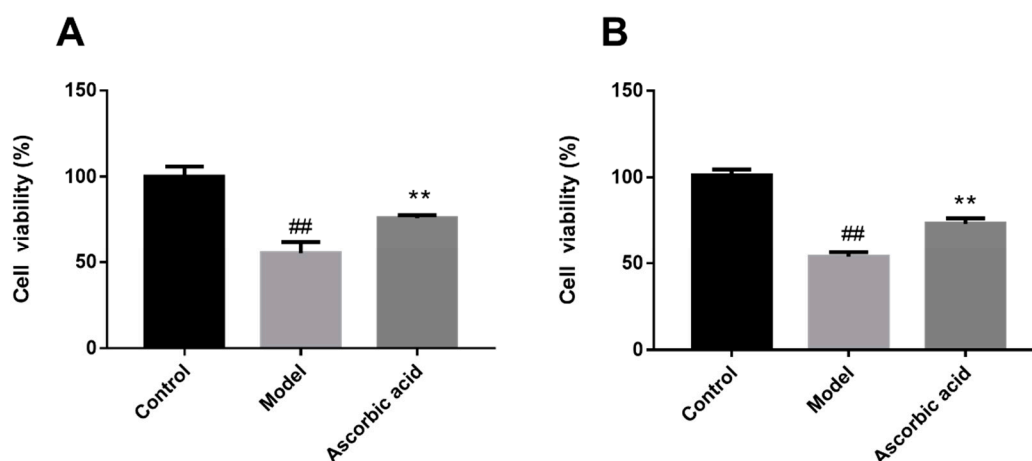 A
Cell viability (%)
150
100
50
0
##
**
Control
Model
Ascorbic acid
B
Cell viability (%)
150
100
50
0
##
**
Control
Model
Ascorbic acid